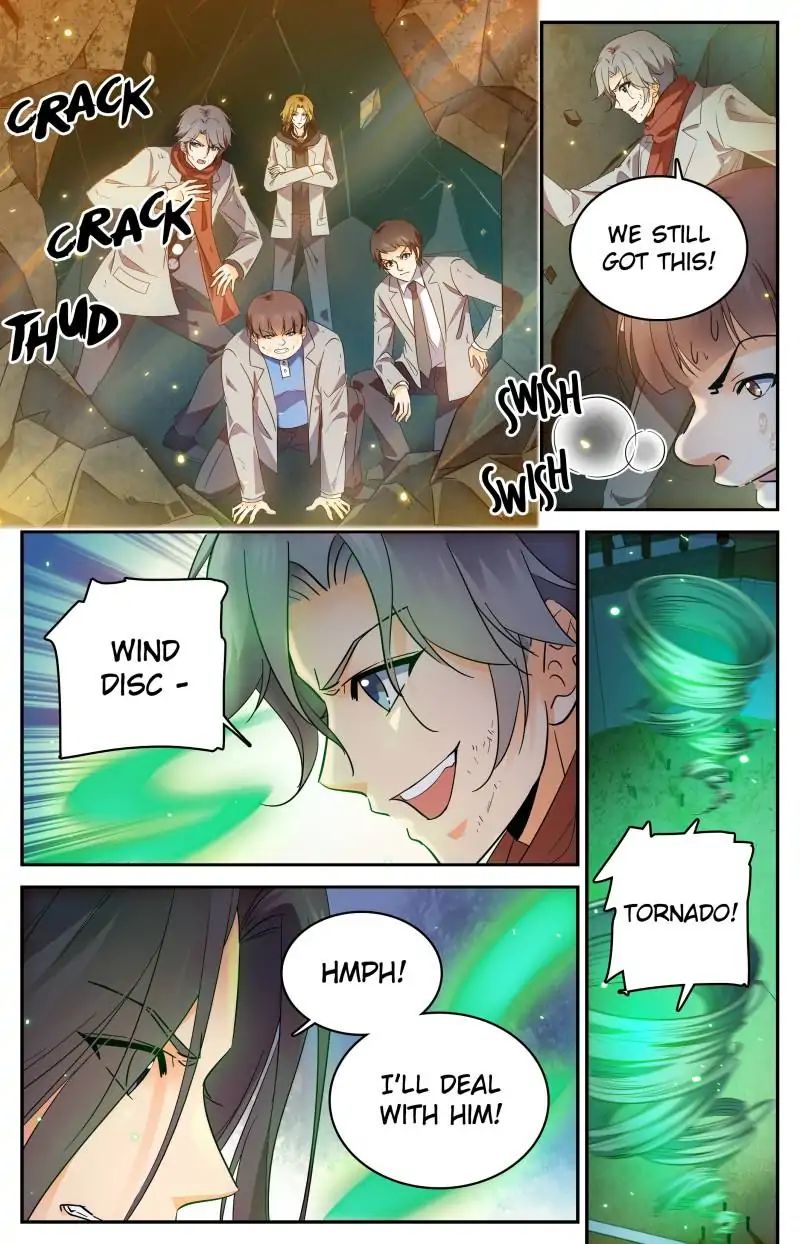 CRACK
CRACK
THUD
WE STILL
GOT THIS!
SWISH
SWISH
WIND
DISC -
TORNADO!
HMPH!
I'LL DEAL
WITH HIM!